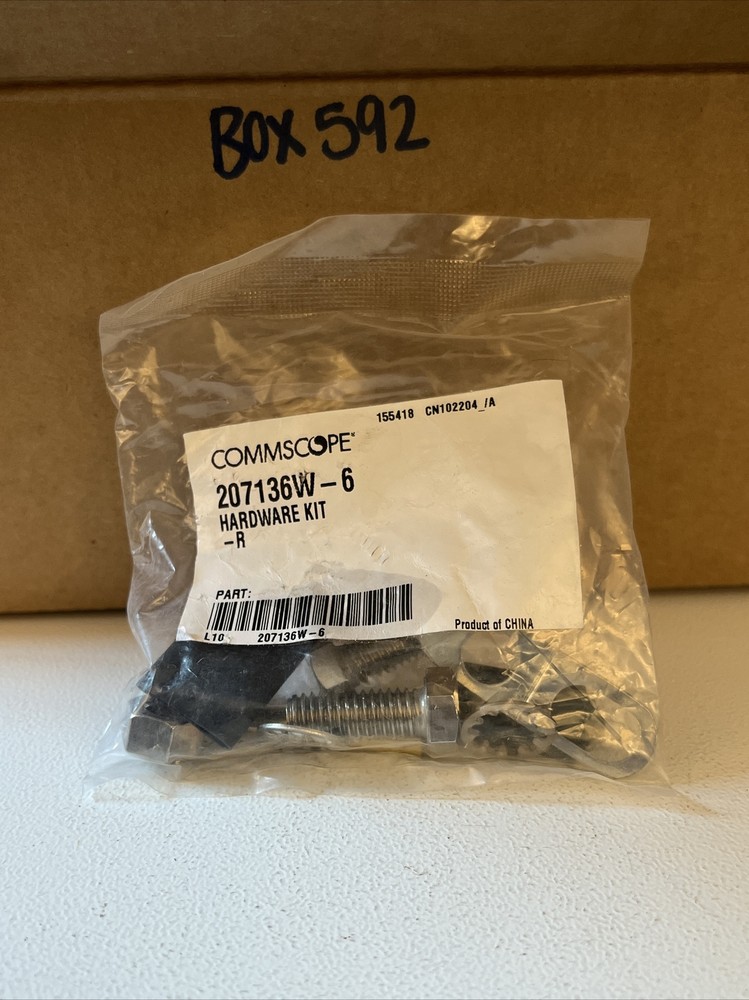 BOX 592
155418 CN102204_/A
COMMSCOPE
207136W-6
HARDWARE KIT
-R
PART:
L10 207136W-6
Product of CHINA